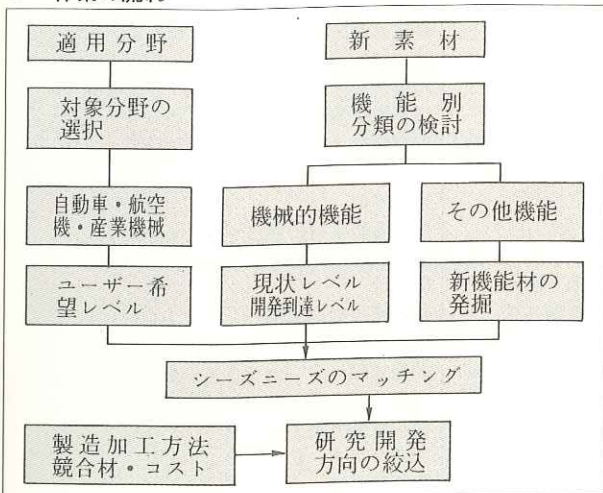 適用分野
新素材
対象分野の
選択
機能別
分類の検討
自動車・航空
機・産業機械
機械的機能
その他機能
ユーザー希
望レベル
現状レベル
開発到達レベル
新機能材の
発掘
シーズニーズのマッチング
製造加工方法
競合材・コスト
研究開発
方向の絞込